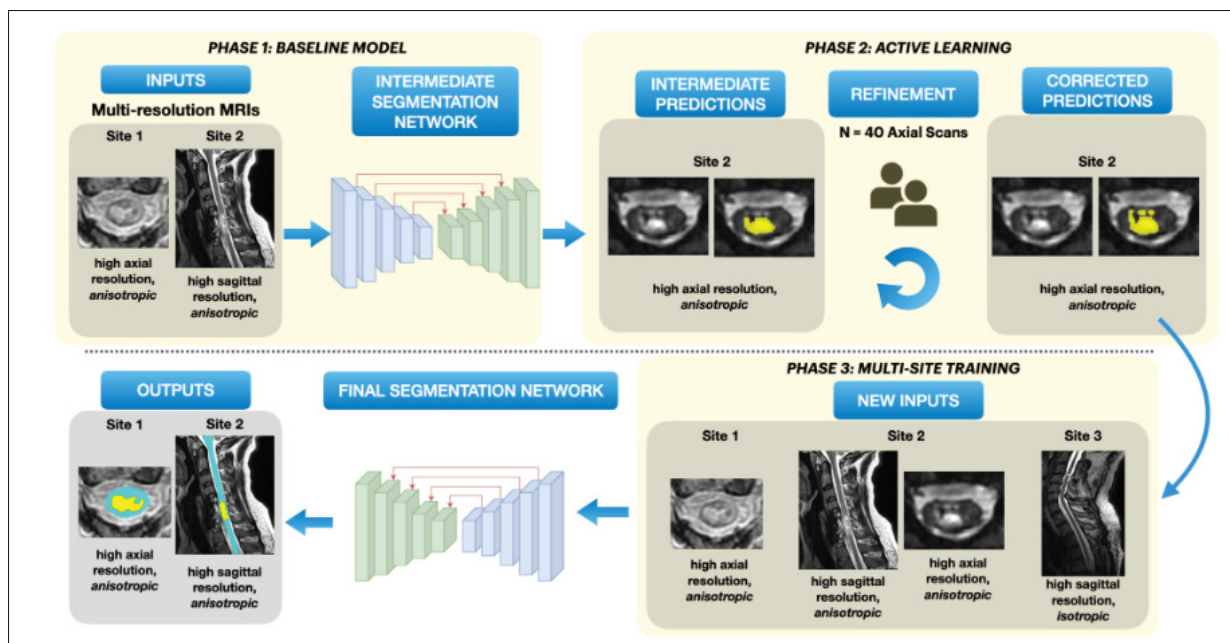 PHASE 1: BASELINE MODEL
INPUTS
Multi-resolution MRIs
Site 1
Site 2
high axial
resolution,
anisotropic
high sagittal
resolution,
anisotropic
INTERMEDIATE
SEGMENTATION
NETWORK
PHASE 2: ACTIVE LEARNING
INTERMEDIATE
PREDICTIONS
Site 2
high axial resolution,
anisotropic
REFINEMENT
N = 40 Axial Scans
CORRECTED
PREDICTIONS
Site 2
high axial resolution,
anisotropic
PHASE 3: MULTI-SITE TRAINING
NEW INPUTS
Site 1
high axial
resolution,
anisotropic
Site 2
high sagittal
resolution,
anisotropic
high axial
resolution,
anisotropic
Site 3
high sagittal
resolution,
isotropic
FINAL SEGMENTATION NETWORK
OUTPUTS
Site 1
Site 2
high axial
resolution,
anisotropic
high sagittal
resolution,
anisotropic